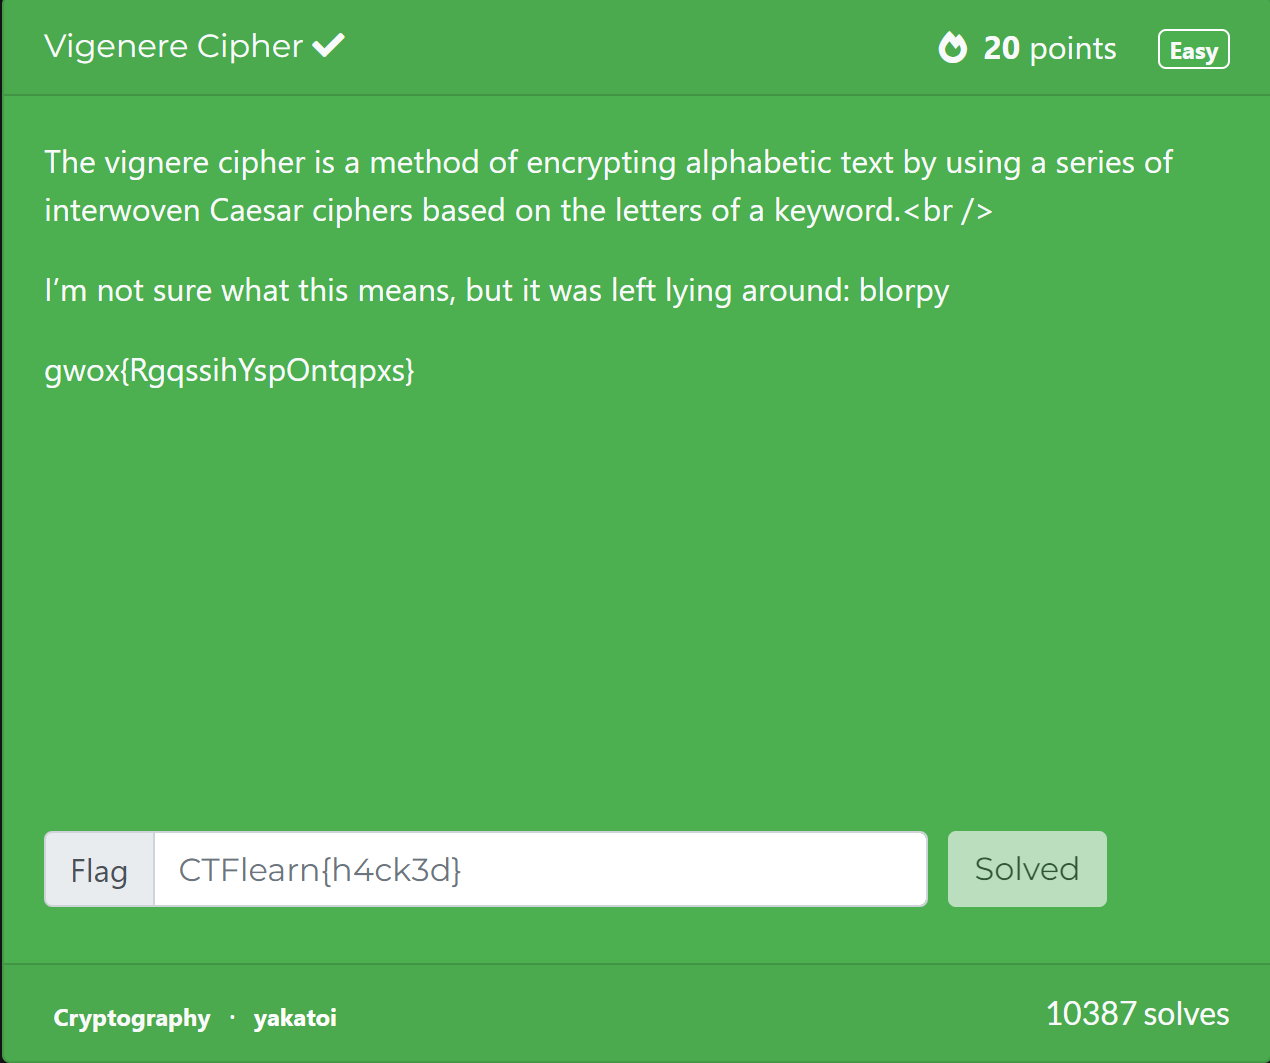 Vigenere Cipher
20 points
Easy
The vignere cipher is a method of encrypting alphabetic text by using a series of
interwoven Caesar ciphers based on the letters of a keyword.<br />
I’m not sure what this means, but it was left lying around: blorpy
gwox{RgqssihYspOntqpxs}
Flag
CTFlearn{h4ck3d}
Solved
Cryptography · yakatoi
10387 solves